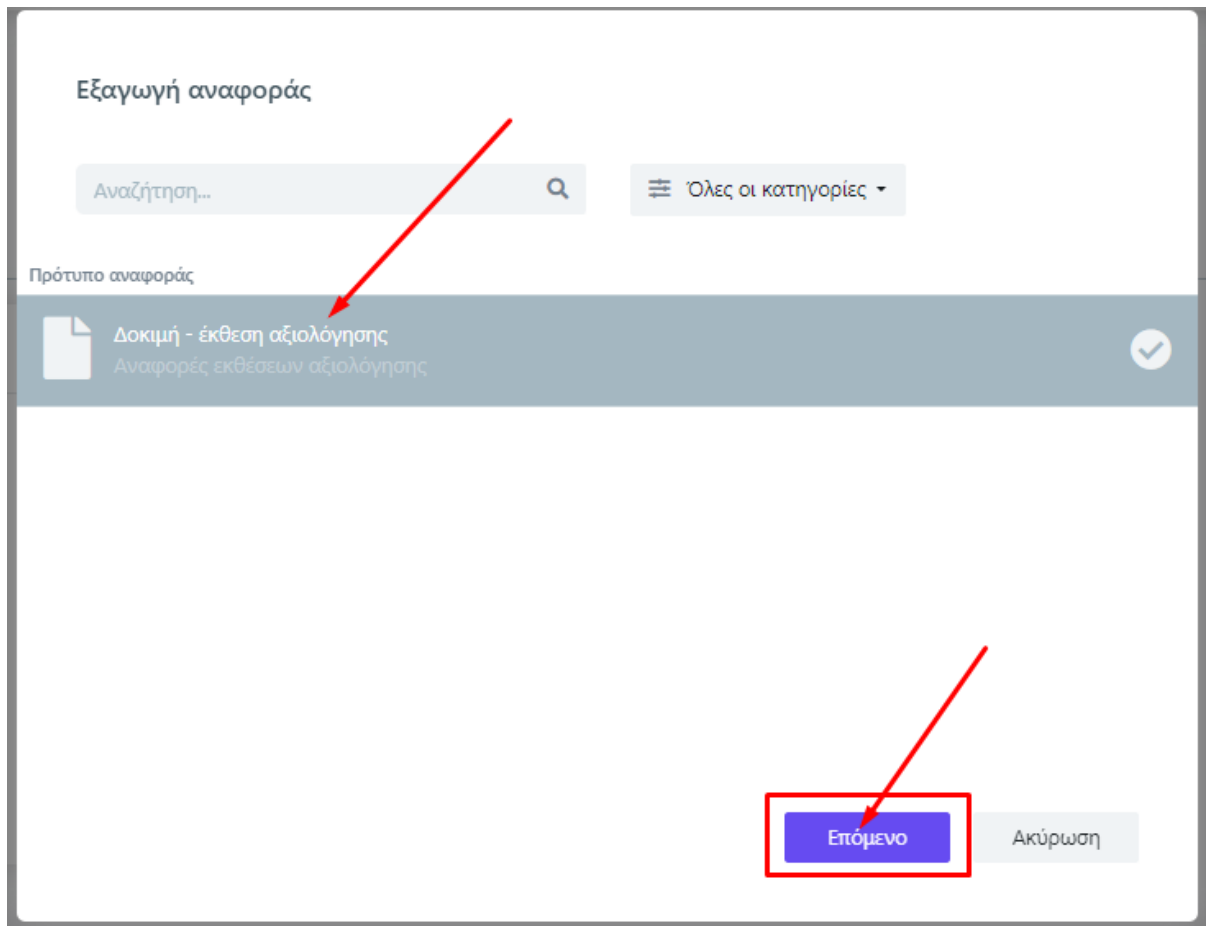 Εξαγωγή αναφοράς
Αναζήτηση...
Όλες οι κατηγορίες
Πρότυπο αναφοράς
Δοκιμή - έκθεση αξιολόγησης
Αναφορές εκθέσεων αξιολόγησης
Επόμενο
Ακύρωση